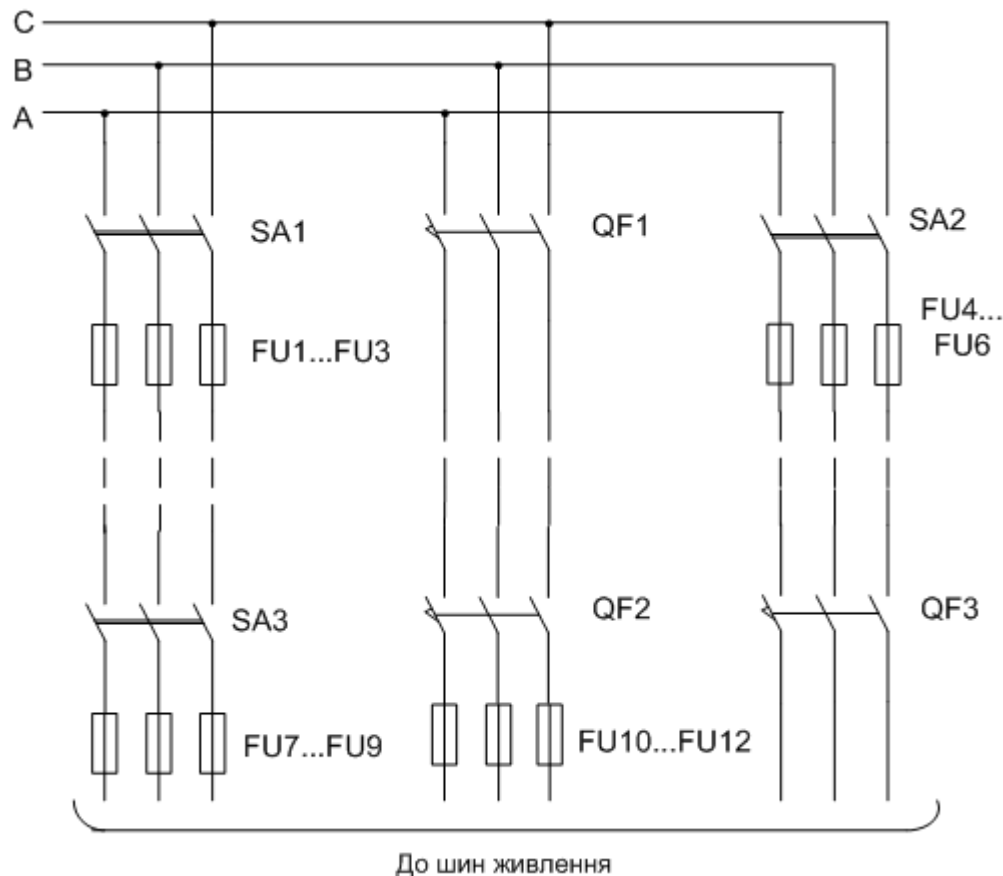 C
B
A
SA1
QF1
SA2
FU1...FU3
FU4...
FU6
SA3
QF2
QF3
FU7...FU9
FU10...FU12
До шин живлення